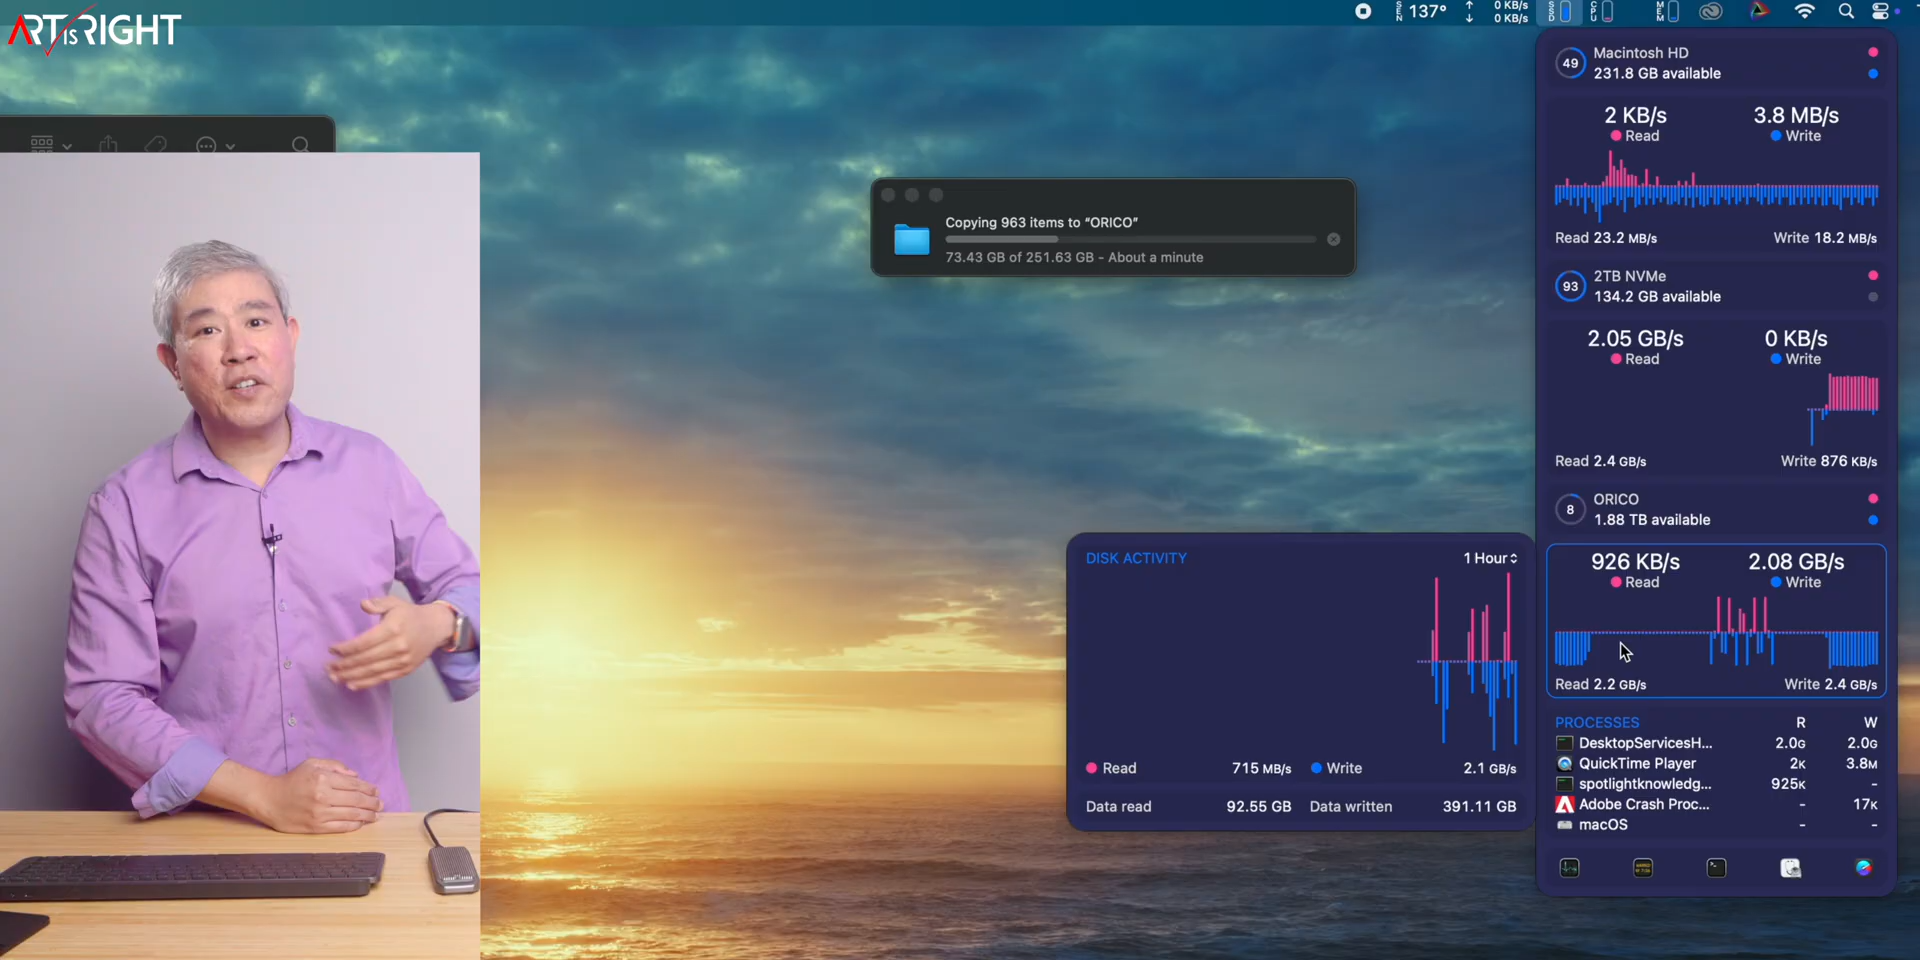 ART IS RIGHT
SEN 137°
0 KB/s
0 KB/s
SSD
CPU
MEM
Macintosh HD
49
231.8 GB available
2 KB/s 3.8 MB/s
Read Write
Read 23.2 MB/s Write 18.2 MB/s
2TB NVMe
93
134.2 GB available
2.05 GB/s 0 KB/s
Read Write
Read 2.4 GB/s Write 876 KB/s
ORICO
8
1.88 TB available
926 KB/s 2.08 GB/s
Read Write
Read 2.2 GB/s Write 2.4 GB/s
PROCESSES R W
DesktopServicesH... 2.0G 2.0G
QuickTime Player 2K 3.8M
spotlightknowledg... 925K -
Adobe Crash Proc... - 17K
macOS - -
Copying 963 items to “ORICO”
73.43 GB of 251.63 GB - About a minute
DISK ACTIVITY 1 Hour
Read 715 MB/s Write 2.1 GB/s
Data read 92.55 GB Data written 391.11 GB